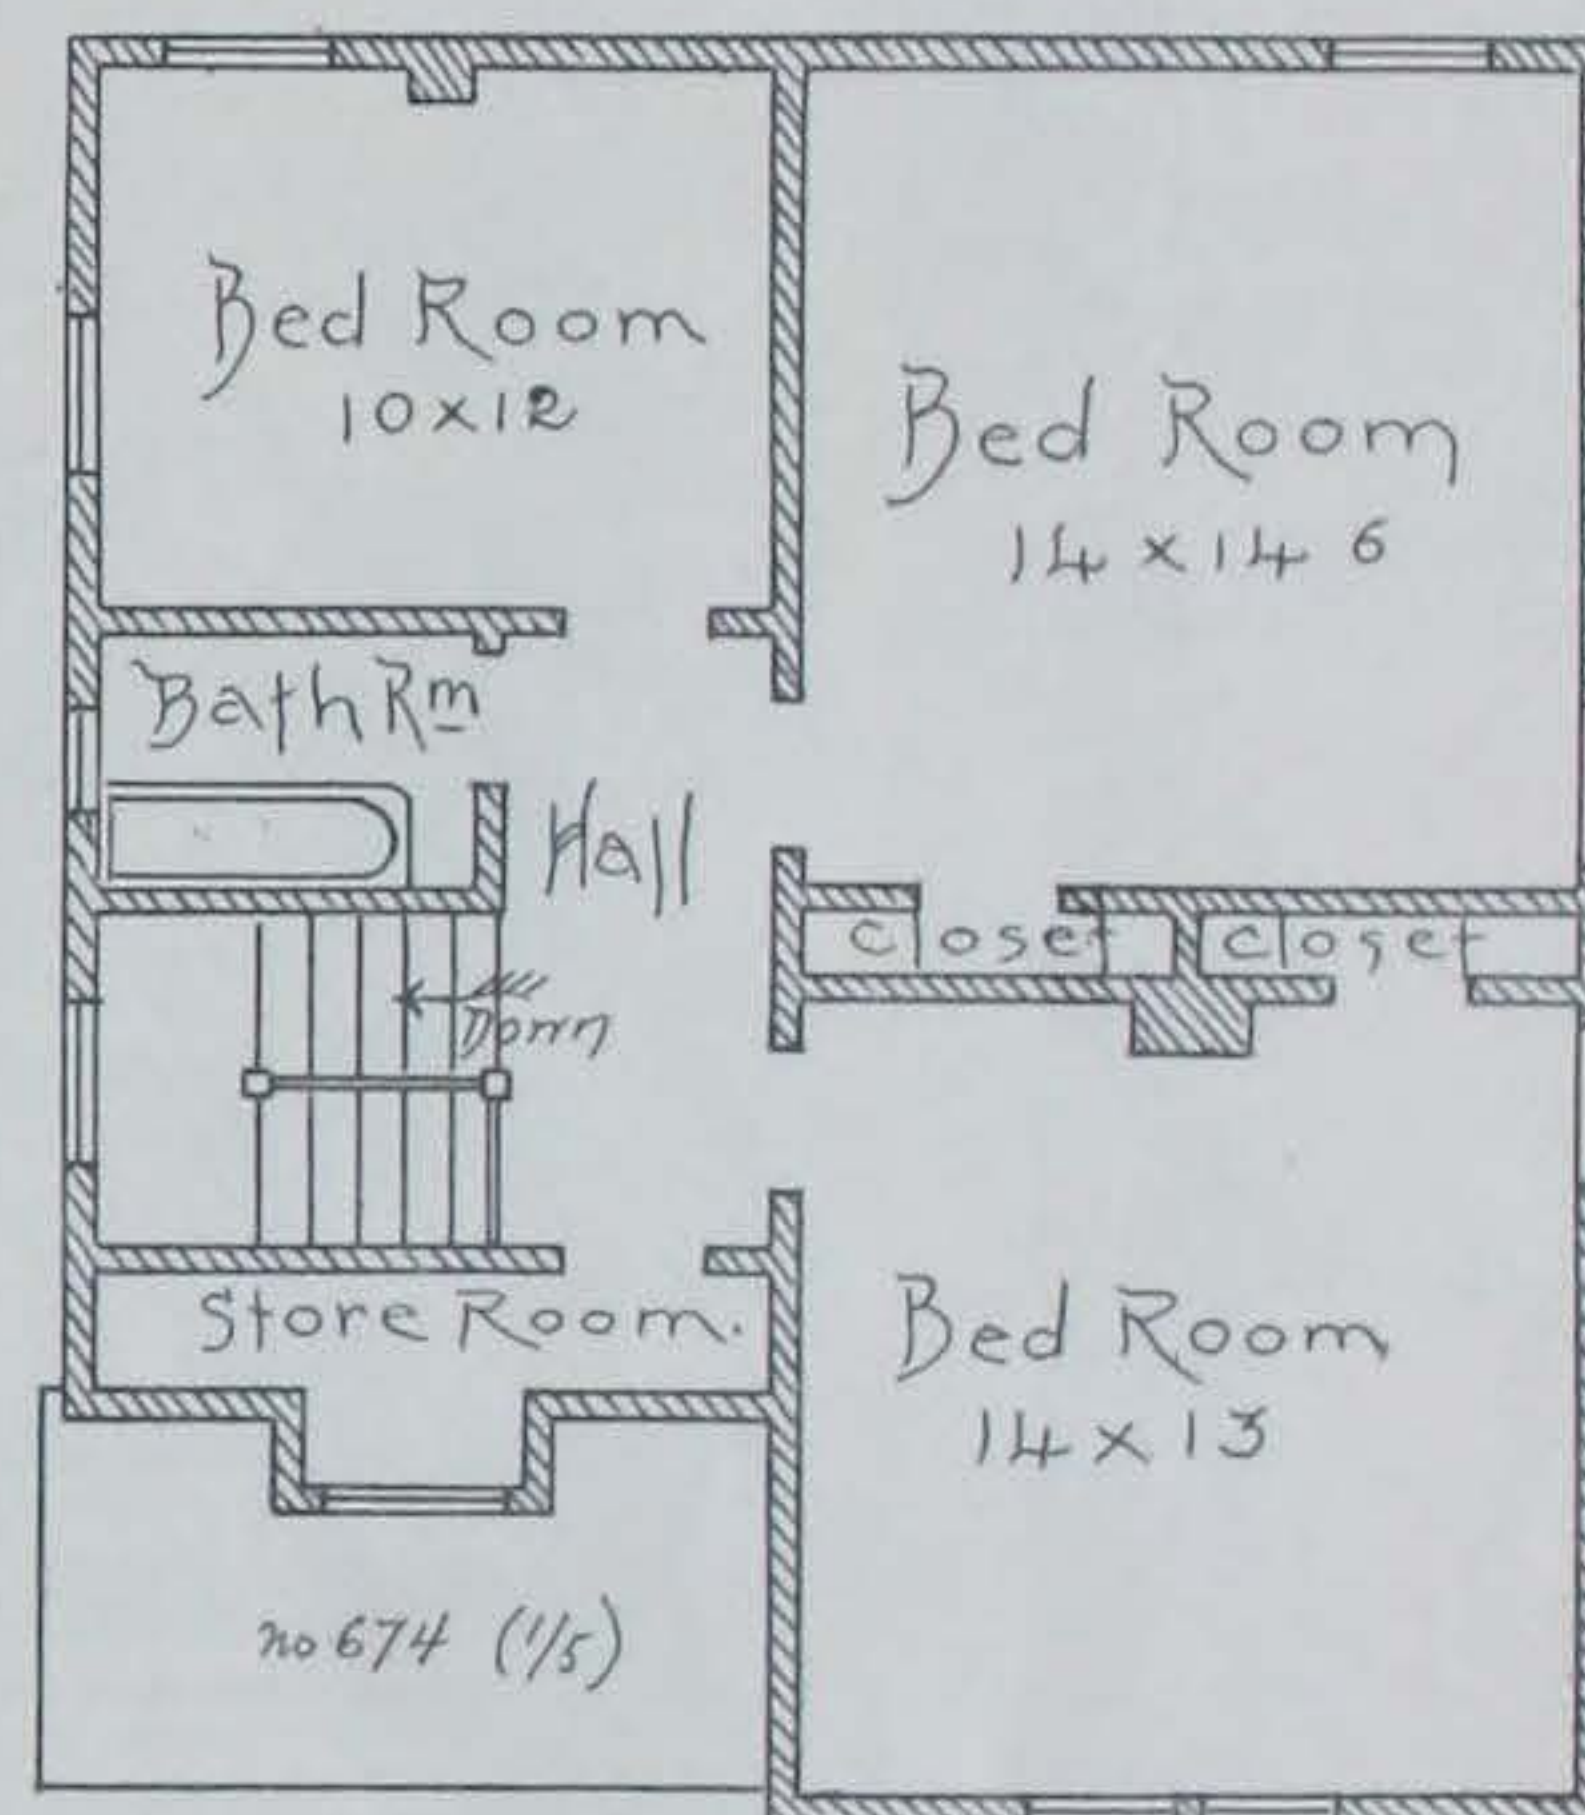 Bed Room
10x12
Bed Room
14 x 14 6
Bath Rm
Hall
closet
closet
Down
Store Room.
Bed Room
14 x 13
no 674 (1/5)